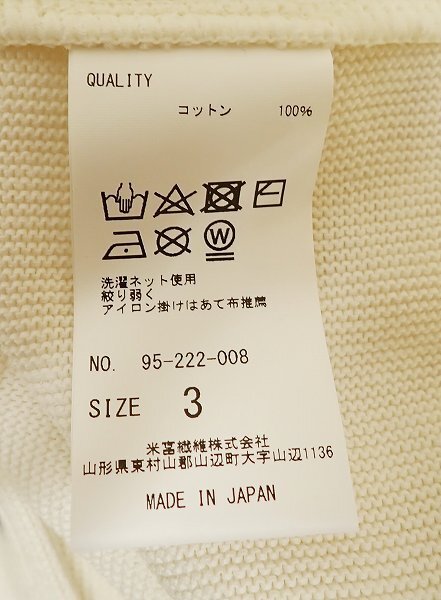 QUALITY
コットン 100%
W
洗濯ネット使用
絞り弱く
アイロン掛けはあて布推薦
NO. 95-222-008
SIZE 3
米富繊維株式会社
山形県東村山郡山辺町大字山辺1136
MADE IN JAPAN